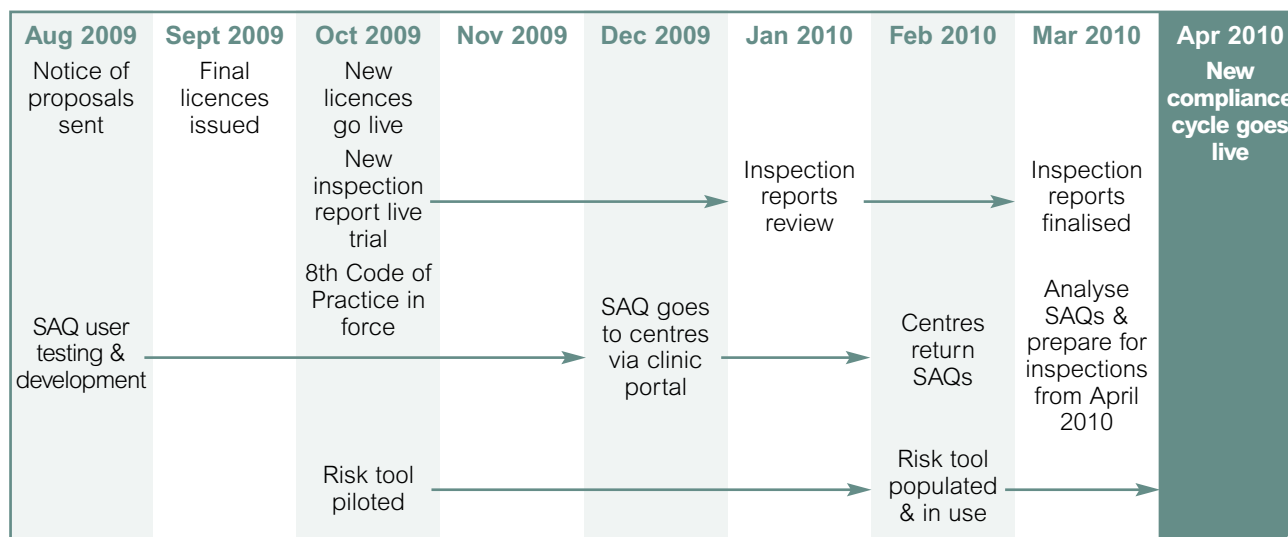 Aug 2009
Sept 2009
Oct 2009
Nov 2009
Dec 2009
Jan 2010
Feb 2010
Mar 2010
Apr 2010
Notice of
proposals
sent
Final
licences
issued
New
licences
go live
New
compliance
cycle goes
live
New
inspection
report live
trial
Inspection
reports
review
Inspection
reports
finalised
8th Code of
Practice in
force
SAQ user
testing &
development
SAQ goes
to centres
via clinic
portal
Centres
return
SAQs
Analyse
SAQs &
prepare for
inspections
from April
2010
Risk tool
piloted
Risk tool
populated
& in use